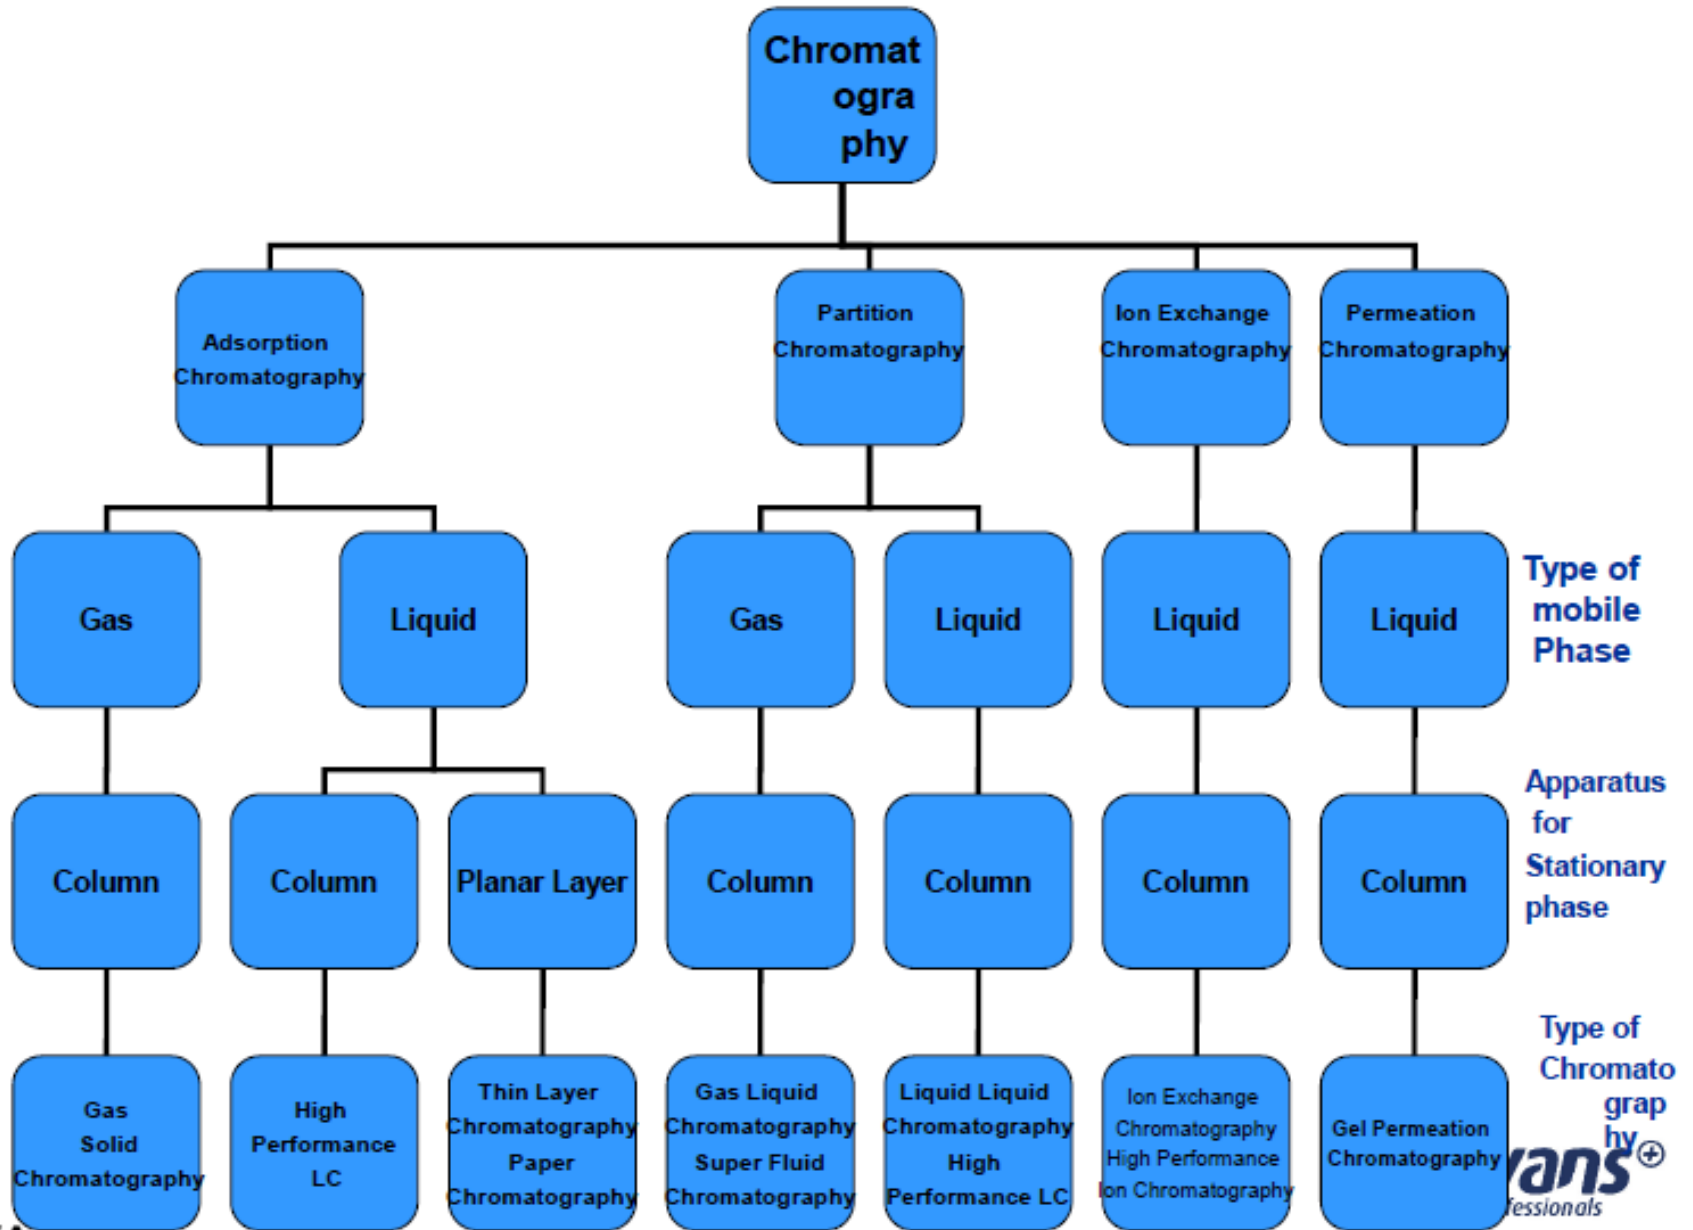 Chromat
ogra
phy
Adsorption
Chromatography
Partition
Chromatography
Ion Exchange
Chromatography
Permeation
Chromatography
Gas
Liquid
Gas
Liquid
Liquid
Liquid
Type of
mobile
Phase
Column
Column
Planar Layer
Column
Column
Column
Column
Apparatus
for
Stationary
phase
Gas
Solid
Chromatography
High
Performance
LC
Thin Layer
Chromatography
Paper
Chromatography
Gas Liquid
Chromatography
Super Fluid
Chromatography
Liquid Liquid
Chromatography
High
Performance LC
Ion Exchange
Chromatography
High Performance
Ion Chromatography
Gel Permeation
Chromatography
Type of
Chromato
grap
hy